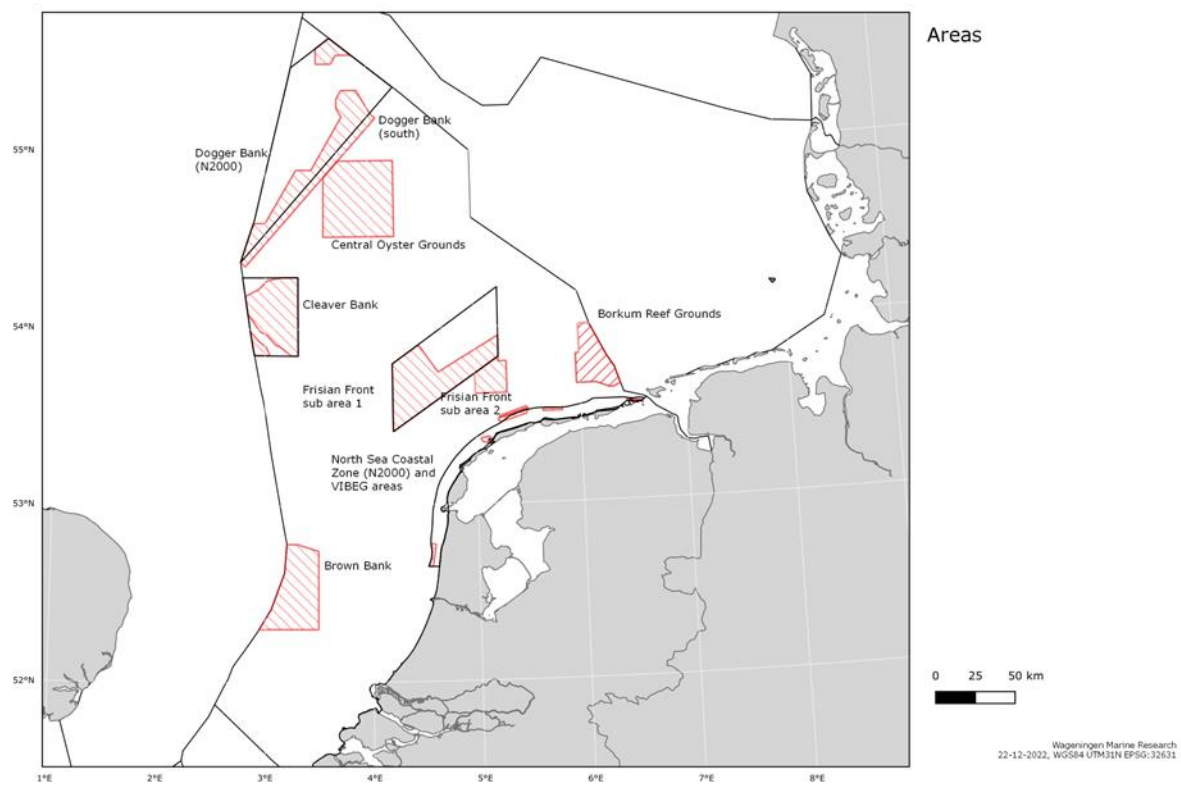 Areas
Dogger Bank
(south)
Dogger Bank
(N2000)
55°N
Central Oyster Grounds
Cleaver Bank
54°N
Borkum Reef Grounds
Frisian Front
sub area 1
Frisian Front
sub area 2
North Sea Coastal
Zone (N2000) and
VIBEG areas
53°N
Brown Bank
52°N
0 25 50 km
Wageningen Marine Research
22-12-2022, WGS84 UTM31N EPSG:32631
1°E 2°E 3°E 4°E 5°E 6°E 7°E 8°E